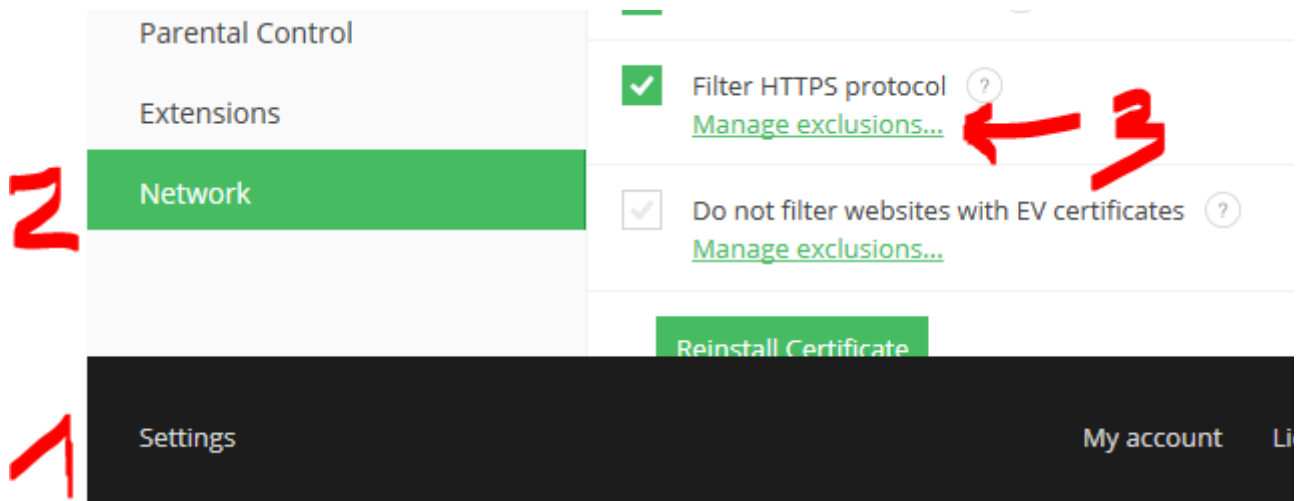 Parental Control
Extensions
2
Network
Filter HTTPS protocol ?
Manage exclusions...
3
Do not filter websites with EV certificates ?
Manage exclusions...
Reinstall Certificate
1
Settings
My account